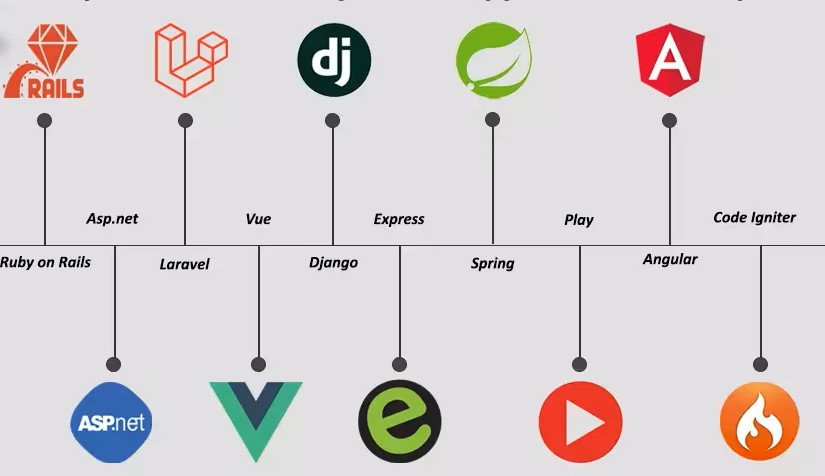 RAILS
dj
A
Asp.net
Vue
Express
Play
Code Igniter
Ruby on Rails
Laravel
Django
Spring
Angular
ASP.net
e